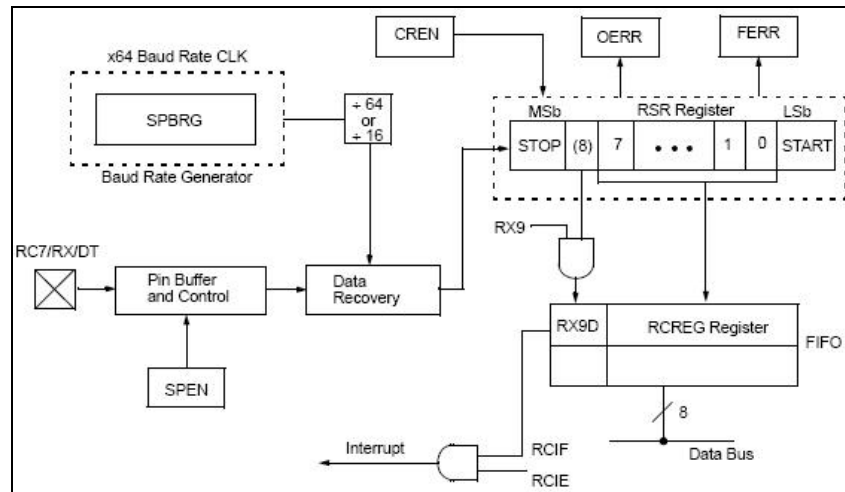 x64 Baud Rate CLK
SPBRG
Baud Rate Generator
÷ 64
or
÷ 16
CREN
OERR
FERR
MSb
RSR Register
LSb
STOP
(8)
7
• • •
1
0
START
RC7/RX/DT
Pin Buffer
and Control
Data
Recovery
SPEN
RX9
RX9D
RCREG Register
FIFO
8
Data Bus
Interrupt
RCIF
RCIE